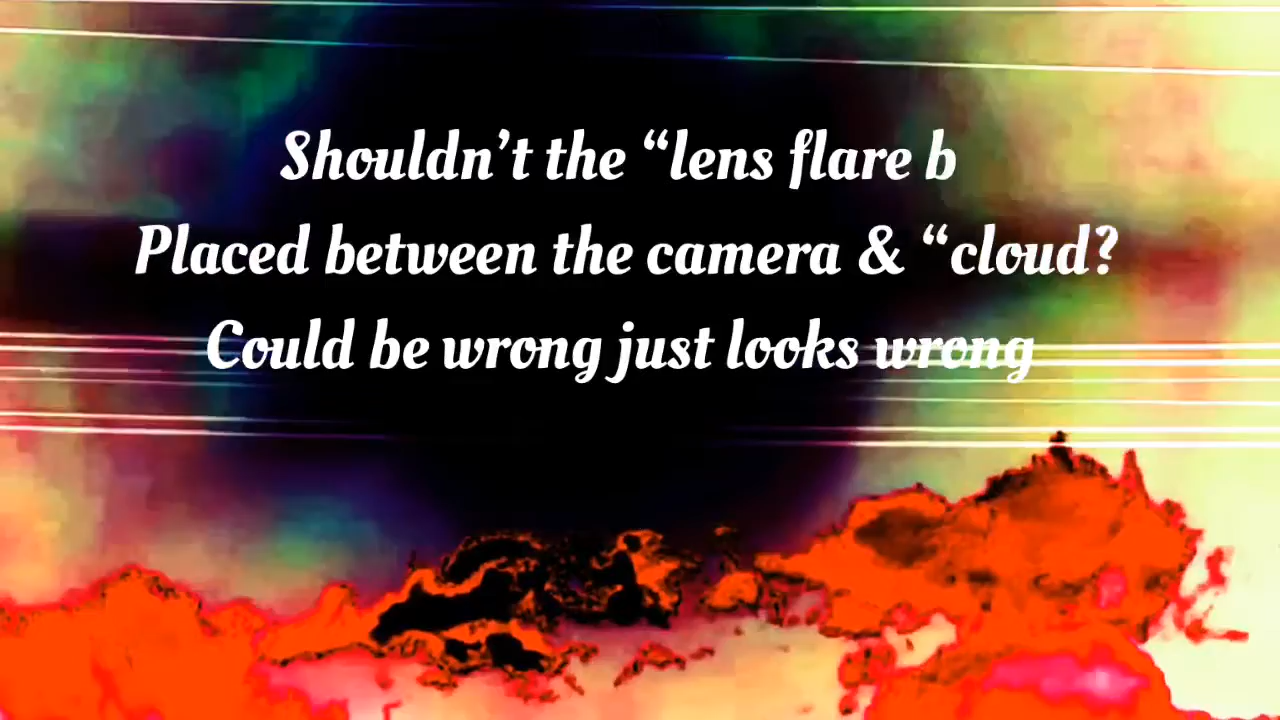 Shouldn’t the “lens flare b
Placed between the camera & “cloud?
Could be wrong just looks wrong